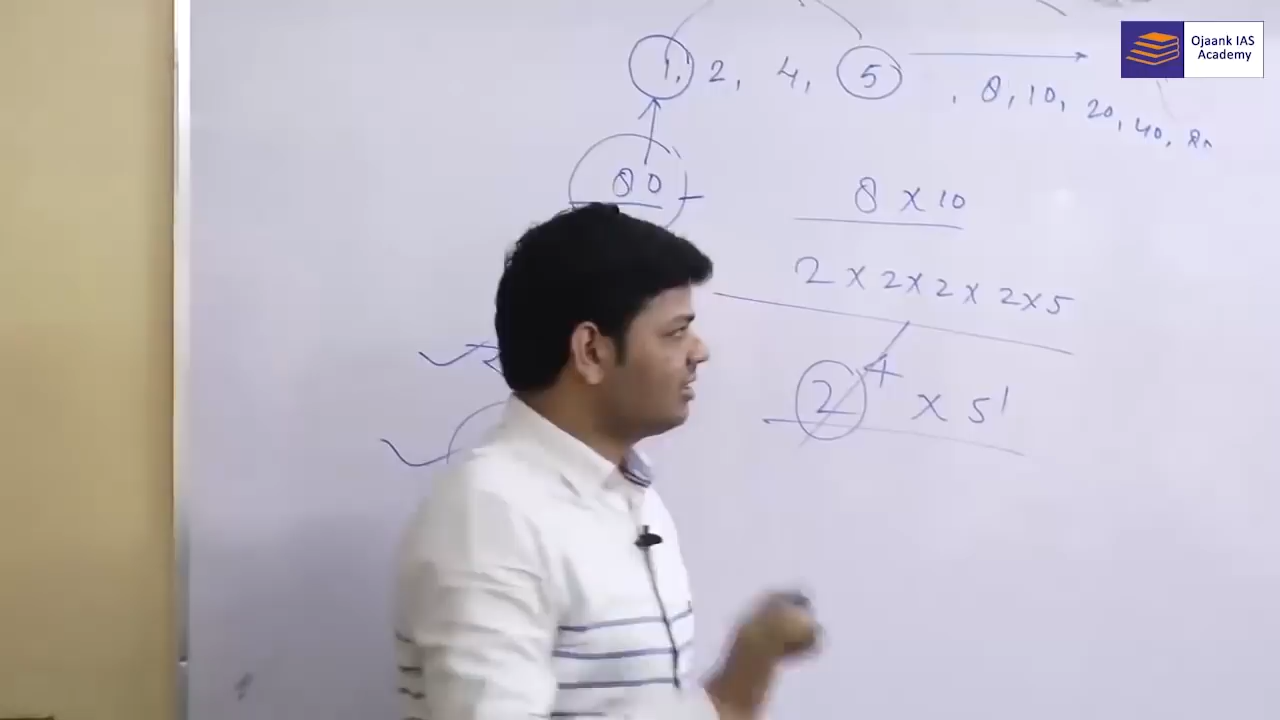 Ojaank IAS
Academy
1, 2, 4, 5
, 8, 10, 20, 40, 80
80
8 x 10
2 x 2 x 2 x 2 x 5
2⁴ x 5¹